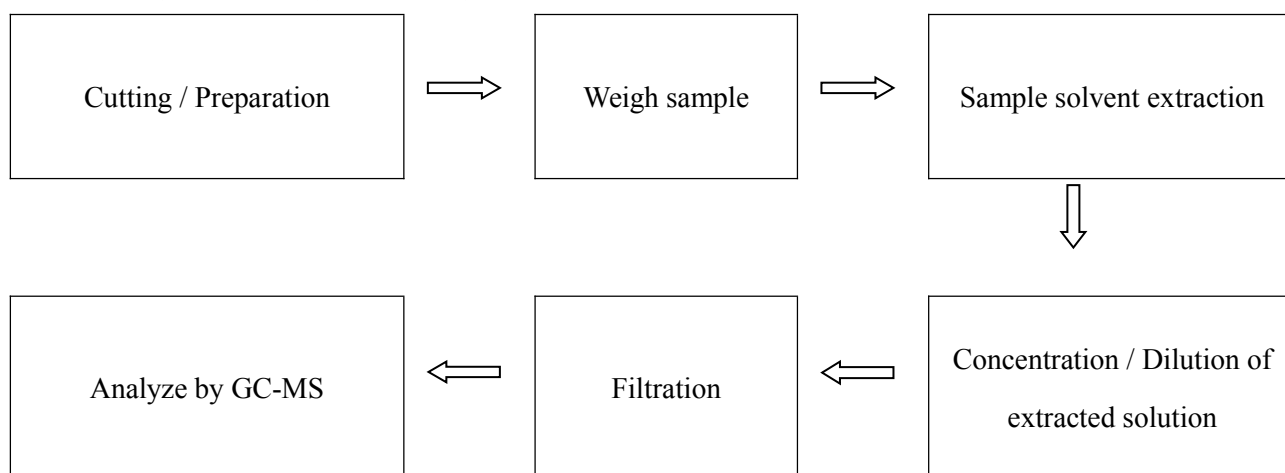 Cutting / Preparation
Weigh sample
Sample solvent extraction
Concentration / Dilution of
extracted solution
Filtration
Analyze by GC-MS